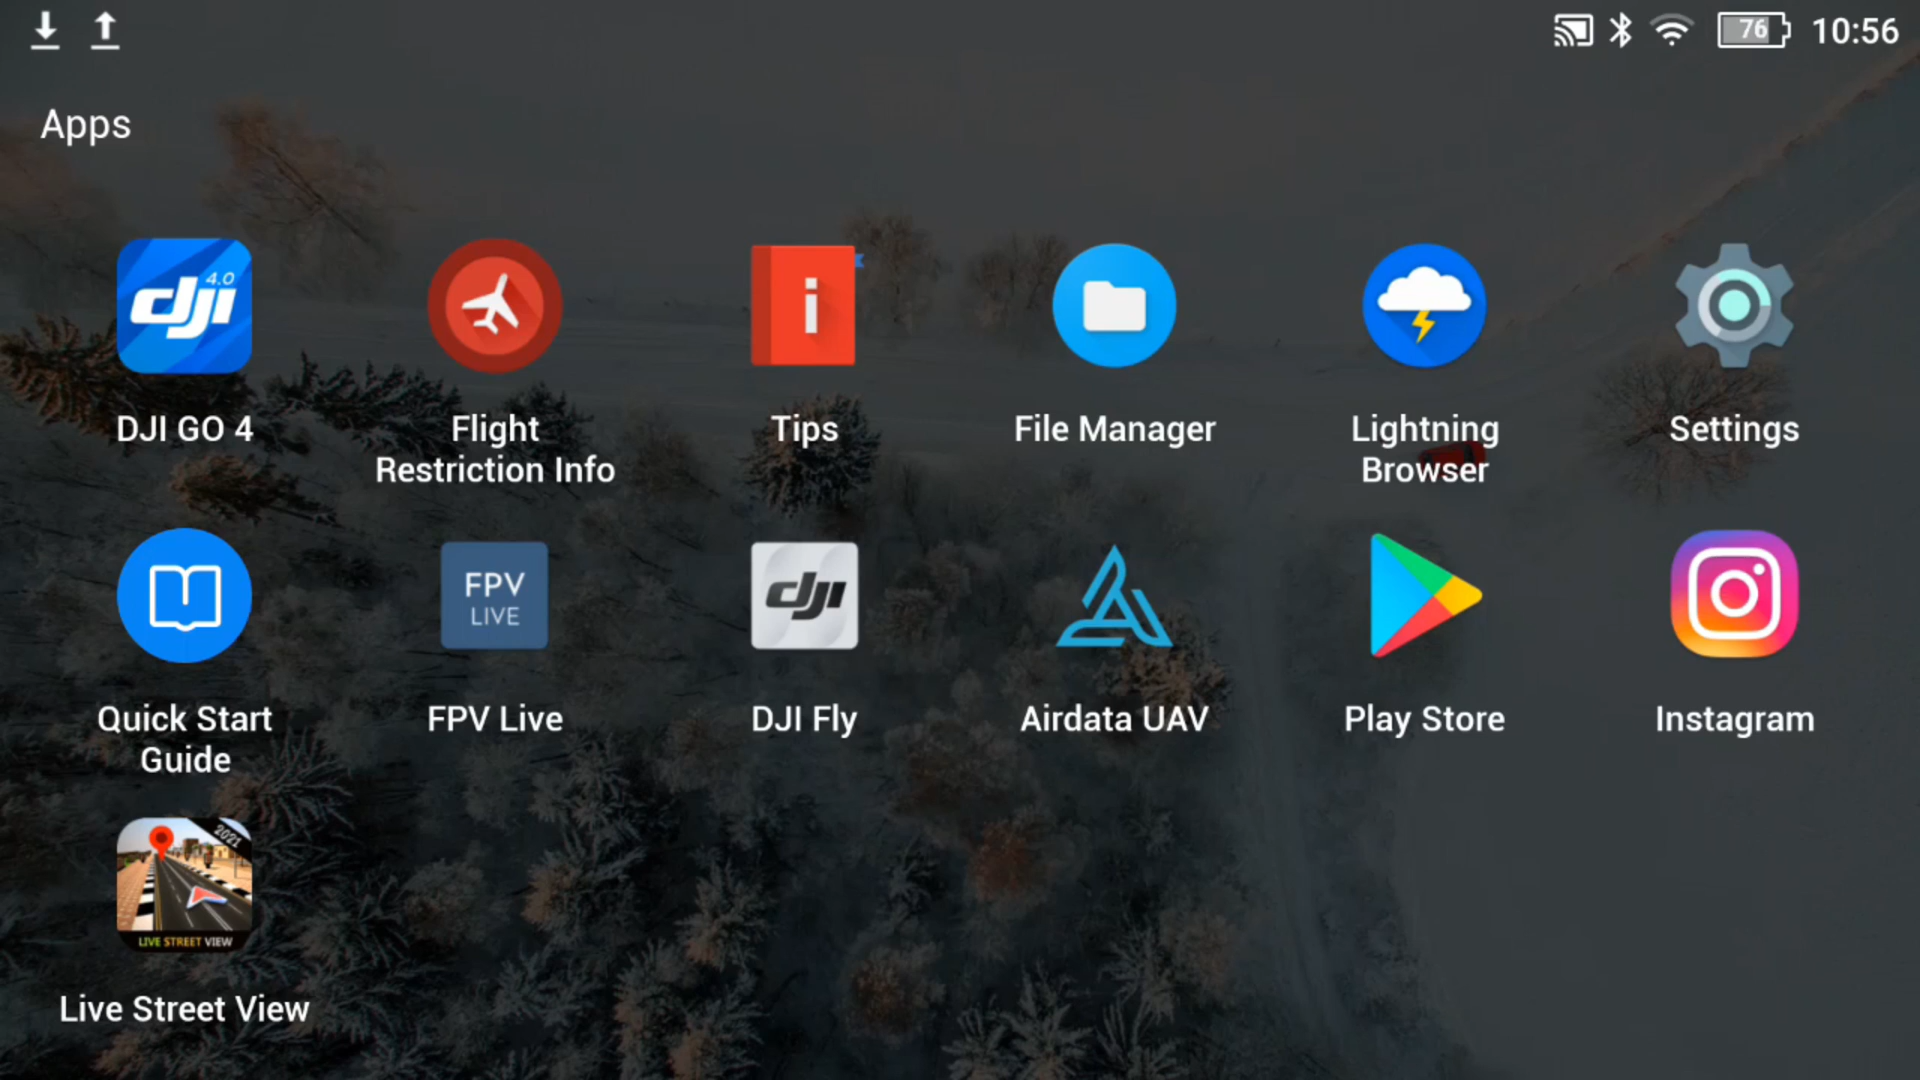 76
10:56
Apps
dji 4.0
i
DJI GO 4
Flight
Restriction Info
Tips
File Manager
Lightning
Browser
Settings
FPV
LIVE
dji
Quick Start
Guide
FPV Live
DJI Fly
Airdata UAV
Play Store
Instagram
2021
LIVE STREET VIEW
Live Street View